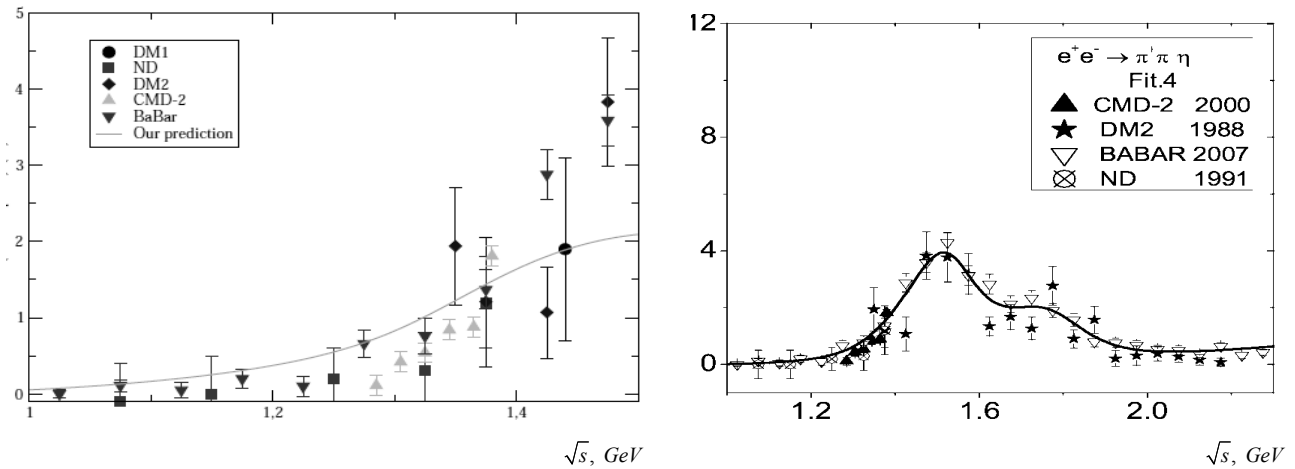 5
4
3
2
1
0
1
1,2
1,4
DM1
ND
DM2
CMD-2
BaBar
Our prediction
√s, GeV
12
8
4
0
1.2
1.6
2.0
e⁺e⁻ → π⁺π η
Fit.4
CMD-2 2000
DM2 1988
BABAR 2007
ND 1991
√s, GeV